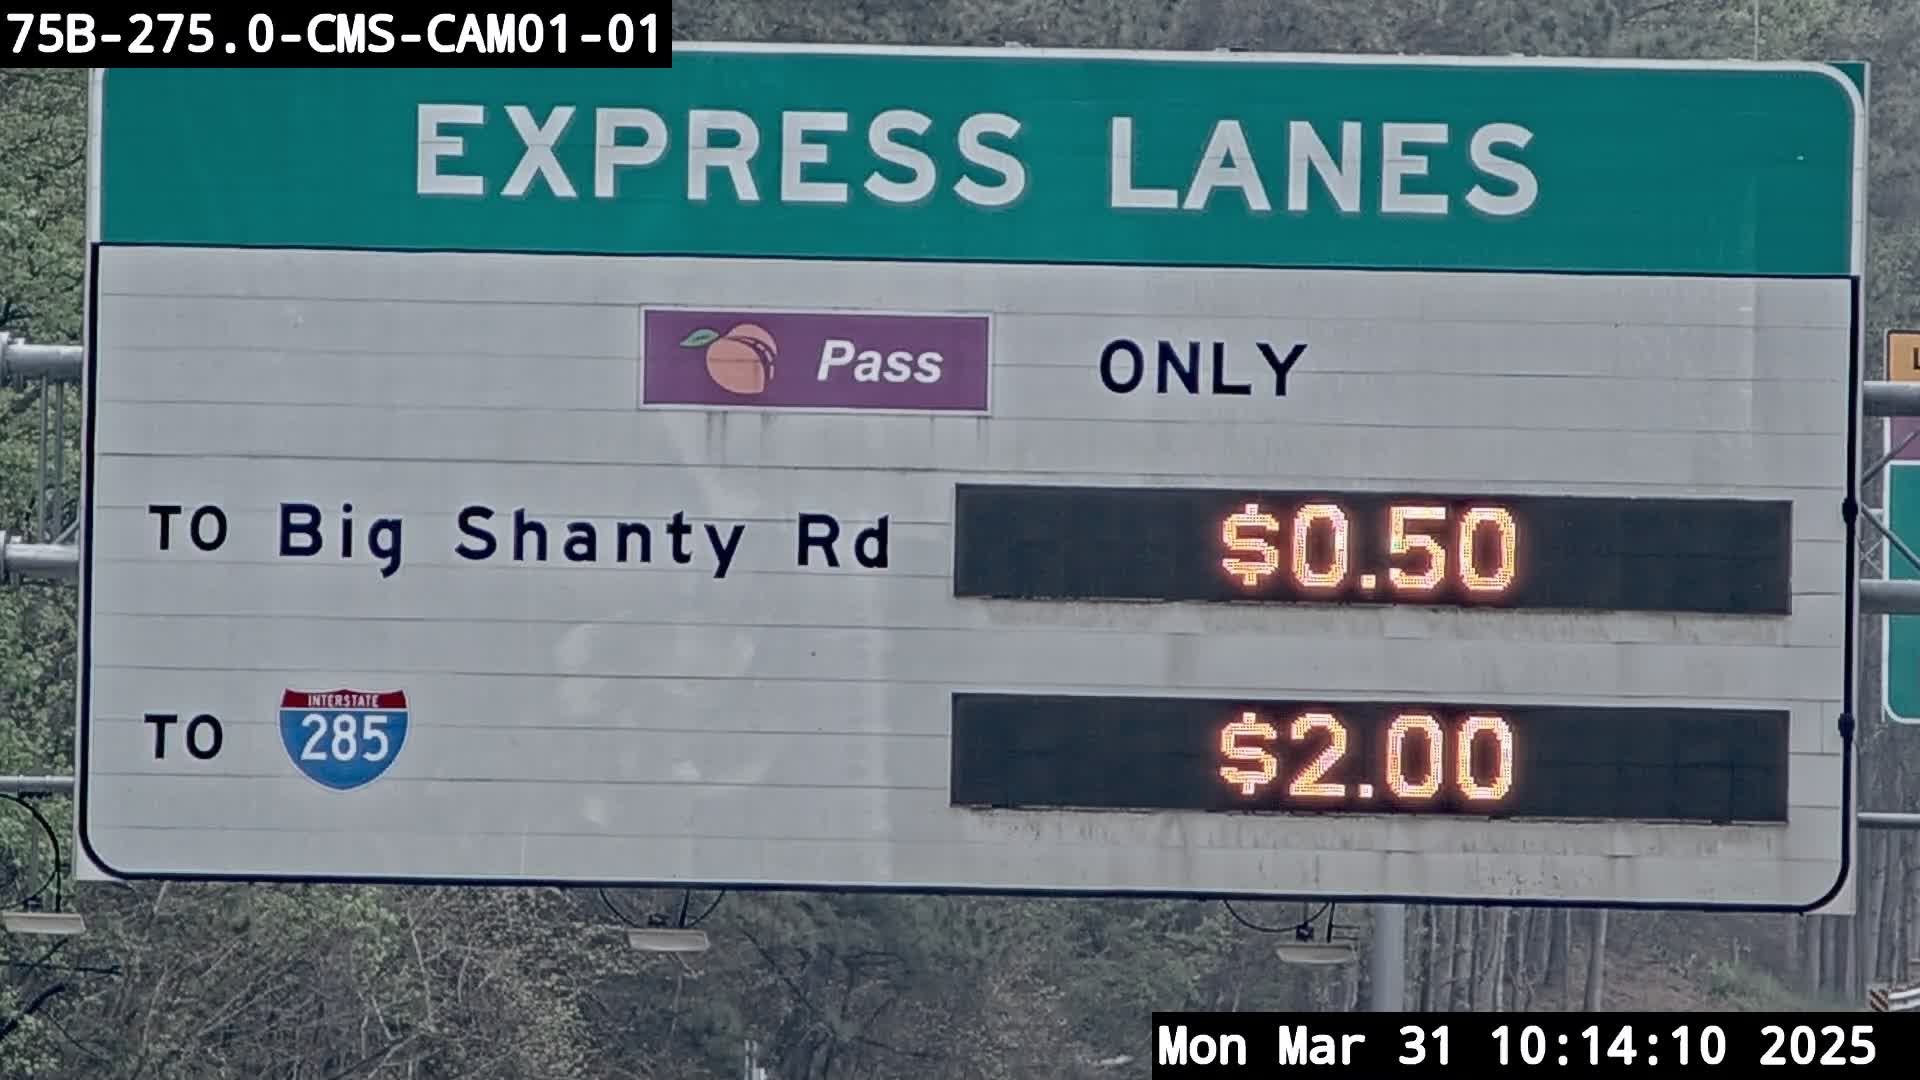 75B-275.0-CMS-CAM01-01
EXPRESS LANES
Pass ONLY
TO Big Shanty Rd $0.50
TO INTERSTATE 285 $2.00
Mon Mar 31 10:14:10 2025